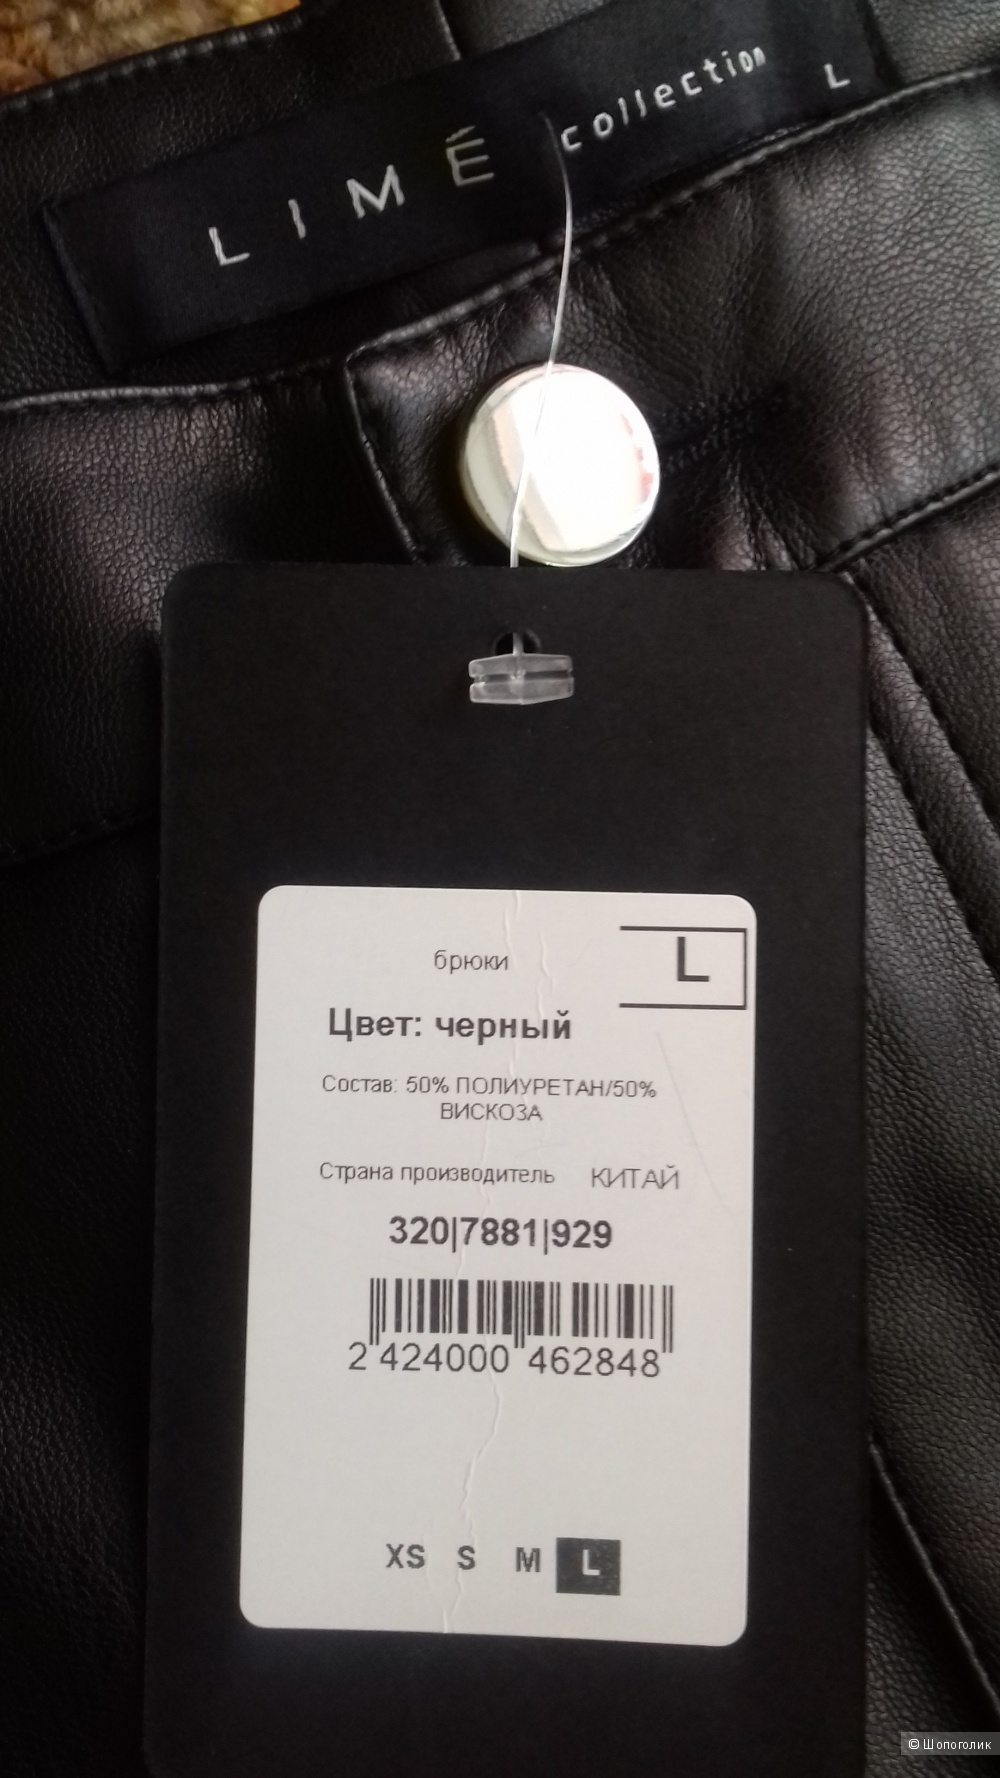 LIMÉ collection L
брюки
L
Цвет: черный
Состав: 50% ПОЛИУРЕТАН/50%
ВИСКОЗА
Страна производитель КИТАЙ
320|7881|929
2 424000 462848
XS S M L
© Шопоголик